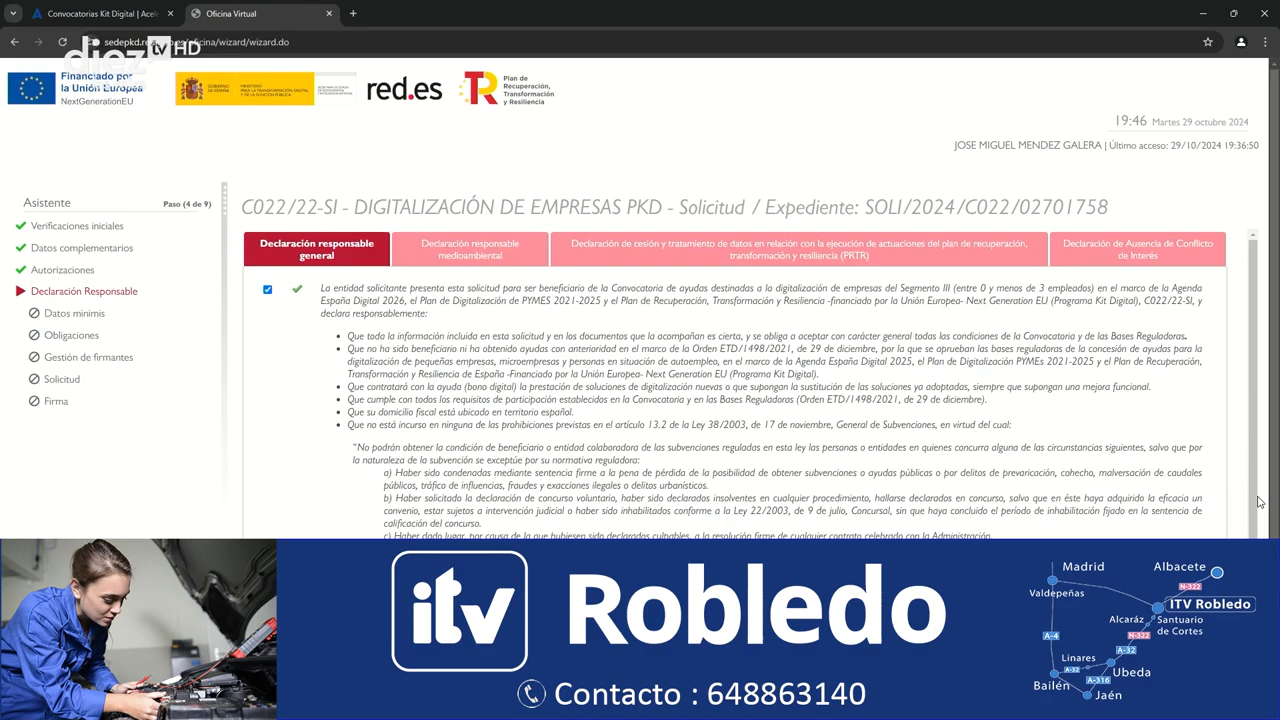 Convocatorias Kit Digital | Acele
Oficina Virtual
sedepkd.red.
/oficina/wizard/wizard.do
diez tv HD
Financiado por
la Unión Europea
NextGenerationEU
red.es
Plan de
Recuperación,
Transformación
y Resiliencia
19:46 Martes 29 octubre 2024
JOSE MIGUEL MENDEZ GALERA | Último acceso: 29/10/2024 19:36:50
Asistente Paso (4 de 9)
Verificaciones iniciales
Datos complementarios
Autorizaciones
Declaración Responsable
Datos minimis
Obligaciones
Gestión de firmantes
Solicitud
Firma
C022/22-SI - DIGITALIZACIÓN DE EMPRESAS PKD - Solicitud / Expediente: SOLI/2024/C022/02701758
Declaración responsable
general
Declaración responsable
medioambiental
Declaración de cesión y tratamiento de datos en relación con la ejecución de actuaciones del plan de recuperación,
transformación y resiliencia (PRTR)
Declaración de Ausencia de Conflicto
de Interés
La entidad solicitante presenta esta solicitud para ser beneficiario de la Convocatoria de ayudas destinadas a la digitalización de empresas del Segmento III (entre 0 y menos de 3 empleados) en el marco de la Agenda
España Digital 2026, el Plan de Digitalización de PYMES 2021-2025 y el Plan de Recuperación, Transformación y Resiliencia -financiado por la Unión Europea- Next Generation EU (Programa Kit Digital), C022/22-SI, y
declara responsablemente:
• Que toda la información incluida en esta solicitud y en los documentos que la acompañan es cierta, y se obliga a aceptar con carácter general todas las condiciones de la Convocatoria y de las Bases Reguladoras.
• Que no ha sido beneficiario ni ha obtenido ayudas con anterioridad en el marco de la Orden ETD/1498/2021, de 29 de diciembre, por la que se aprueban las bases reguladoras de la concesión de ayudas para la
digitalización de pequeñas empresas, microempresas y personas en situación de autoempleo, en el marco de la Agenda España Digital 2025, el Plan de Digitalización PYMEs 2021-2025 y el Plan de Recuperación,
Transformación y Resiliencia de España -Financiado por la Unión Europea- Next Generation EU (Programa Kit Digital).
• Que contratará con la ayuda (bono digital) la prestación de soluciones de digitalización nuevas o que supongan la sustitución de las soluciones ya adoptadas, siempre que supongan una mejora funcional.
• Que cumple con todos los requisitos de participación establecidos en la Convocatoria y en las Bases Reguladoras (Orden ETD/1498/2021, de 29 de diciembre).
• Que su domicilio fiscal está ubicado en territorio español.
• Que no está incurso en ninguna de las prohibiciones previstas en el artículo 13.2 de la Ley 38/2003, de 17 de noviembre, General de Subvenciones, en virtud del cual:
"No podrán obtener la condición de beneficiario o entidad colaboradora de las subvenciones reguladas en esta ley las personas o entidades en quienes concurra alguna de las circunstancias siguientes, salvo que por
la naturaleza de la subvención se exceptúe por su normativa reguladora:
a) Haber sido condenadas mediante sentencia firme a la pena de pérdida de la posibilidad de obtener subvenciones o ayudas públicas o por delitos de prevaricación, cohecho, malversación de caudales
públicos, tráfico de influencias, fraudes y exacciones ilegales o delitos urbanísticos.
b) Haber solicitado la declaración de concurso voluntario, haber sido declarados insolventes en cualquier procedimiento, hallarse declarados en concurso, salvo que en éste haya adquirido la eficacia un
convenio, estar sujetos a intervención judicial o haber sido inhabilitados conforme a la Ley 22/2003, de 9 de julio, Concursal, sin que haya concluido el período de inhabilitación fijado en la sentencia de
calificación del concurso.
c) Haber dado lugar, por causa de la que hubiesen sido declarados culpables, a la resolución firme de cualquier contrato celebrado con la Administración.
itv Robledo
Contacto : 648863140
Madrid
Albacete
Valdepeñas
N-322
ITV Robledo
Alcaráz
Santuario
de Cortes
A-4
N-322
A-32
Linares
A-32
Ubeda
A-316
Bailén
Jaén